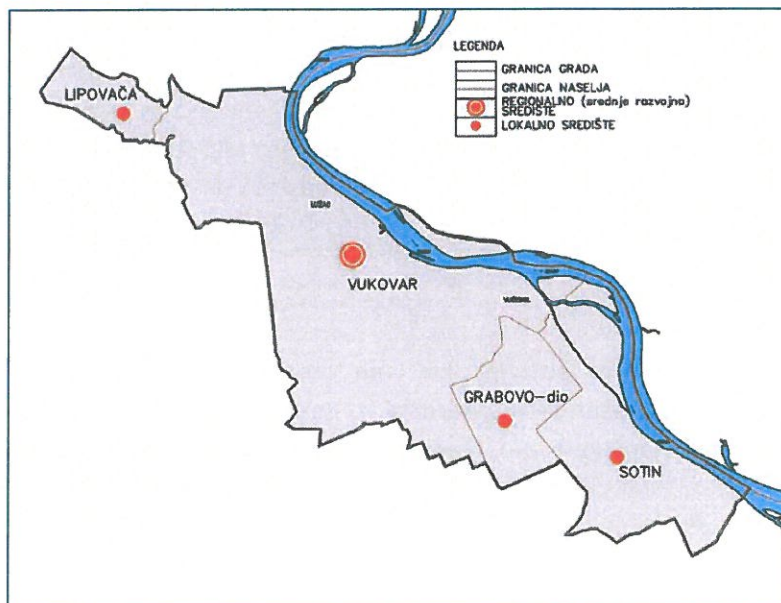 LEGENDA
GRANICA GRADA
GRANICA NASELJA
REGIONALNO (srednje razvojno)
SREDIŠTE
LOKALNO SREDIŠTE
LIPOVAČA
VUKOVAR
GRABOVO-dio
SOTIN